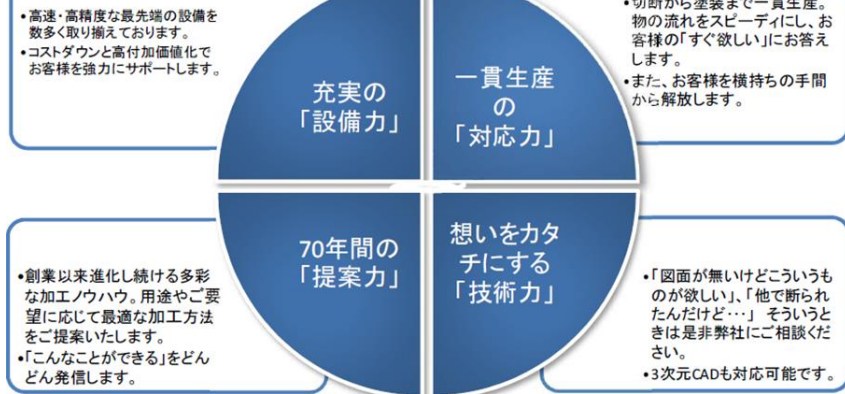 •高速・高精度な最先端の設備を
数多く取り揃えております。
•コストダウンと高付加価値化で
お客様を強力にサポートします。
充実の
「設備力」
一貫生産
の
「対応力」
•切断から塗装まで一貫生産。
物の流れをスピーディにし、お
客様の「すぐ欲しい」にお答え
します。
•また、お客様を横持ちの手間
から解放します。
•創業以来進化し続ける多彩
な加工ノウハウ。用途やご要
望に応じて最適な加工方法
をご提案いたします。
•「こんなことができる」をどん
どん発信します。
70年間の
「提案力」
想いをカタ
チにする
「技術力」
•「図面が無いけどこういうも
のが欲しい」、「他で断られ
たんだけど・・・」 そういうと
きは是非弊社にご相談くだ
さい。
•3次元CADも対応可能です。